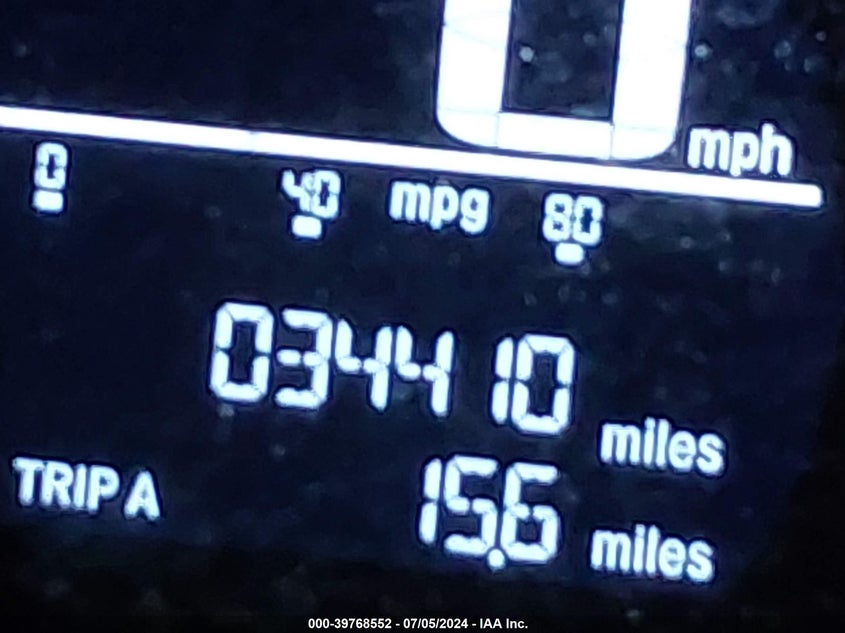 0
mph
0 40 mpg 80
034410 miles
TRIP A 15.6 miles
000-39768552 - 07/05/2024 - IAA Inc.